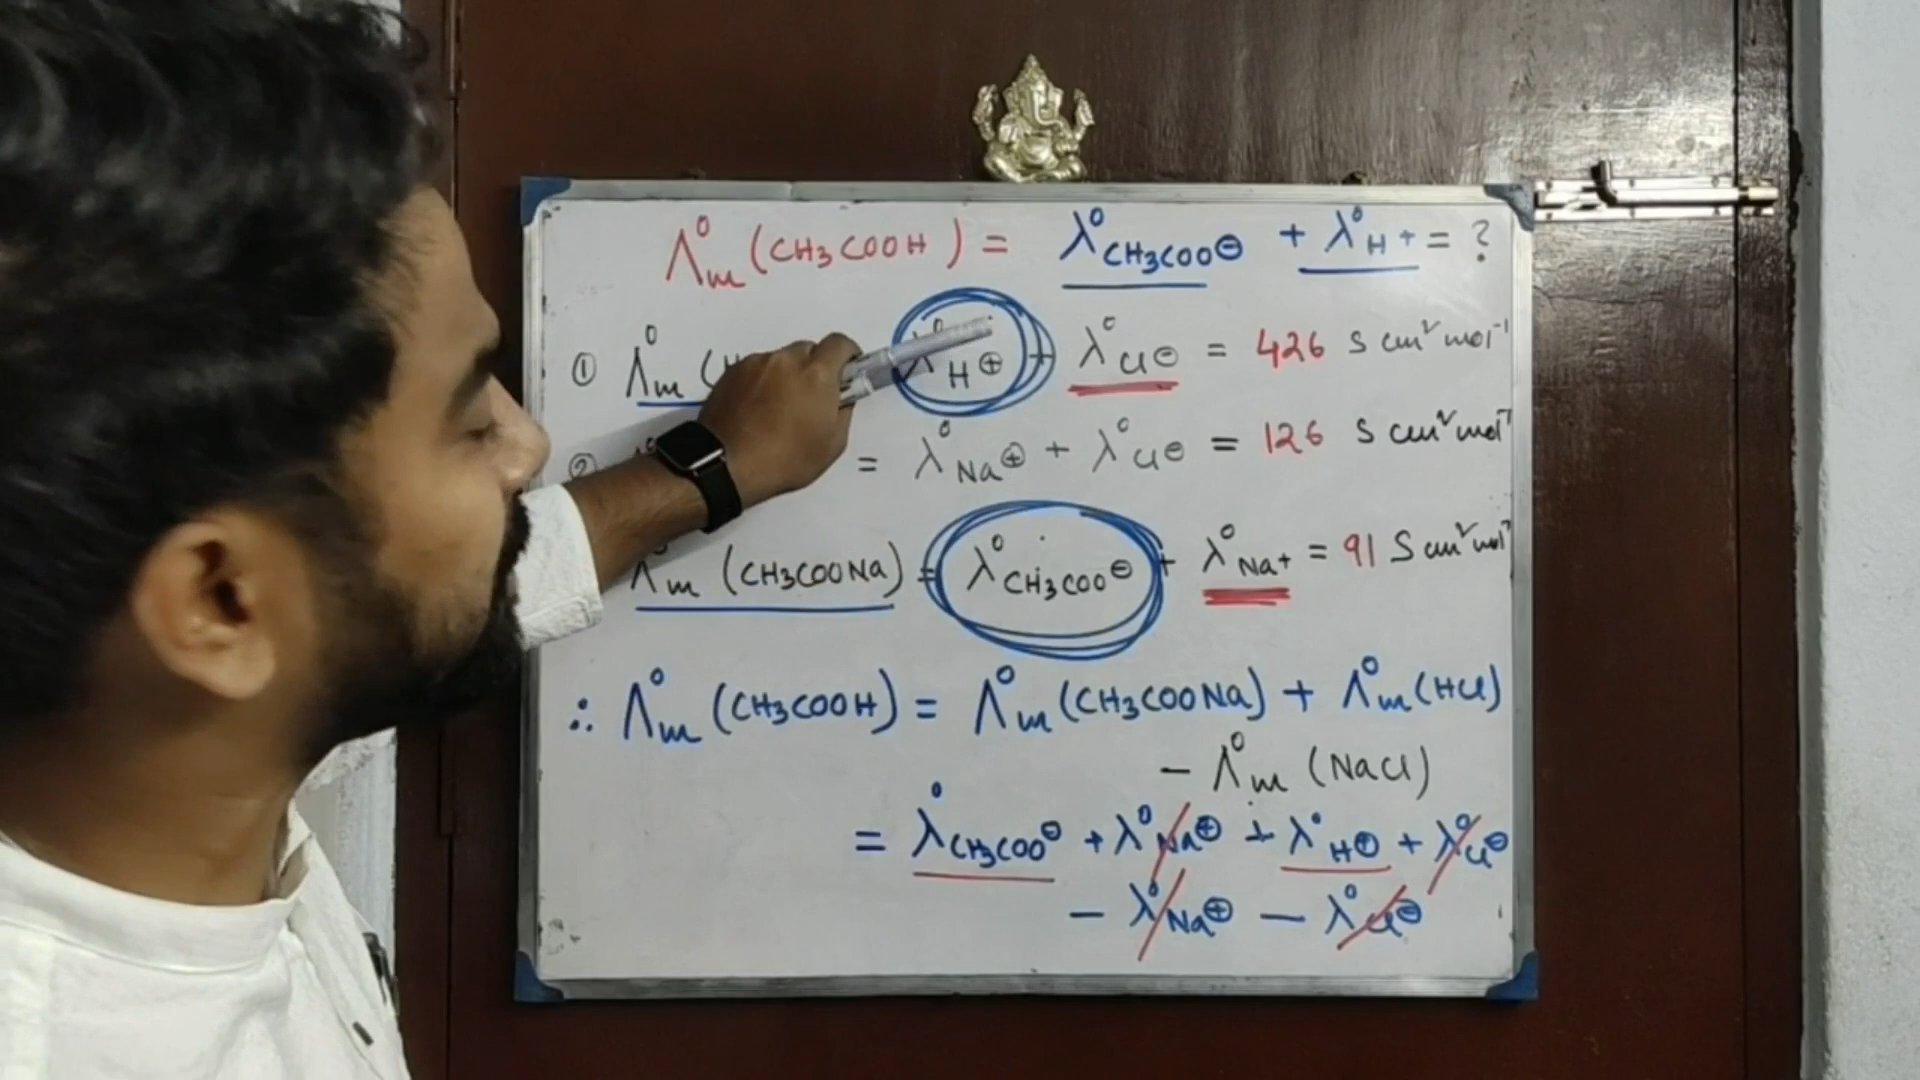 Λ°m (CH3COOH) = λ°CH3COO⊖ + λ°H+ = ?
① Λ°m (H λ°H⊕ + λ°Cl⊖ = 426 S cm² mol⁻¹
② = λ°Na⊕ + λ°Cl⊖ = 126 S cm² mol⁻¹
Λm (CH3COONa) = λ°CH3COO⊖ + λ°Na+ = 91 S cm² mol⁻¹
∴ Λ°m (CH3COOH) = Λ°m (CH3COONa) + Λ°m (HCl)
– Λ°m (NaCl)
= λ°CH3COO⊖ + λ°Na⊕ + λ°H⊕ + λ°Cl⊖
– λ°Na⊕ – λ°Cl⊖